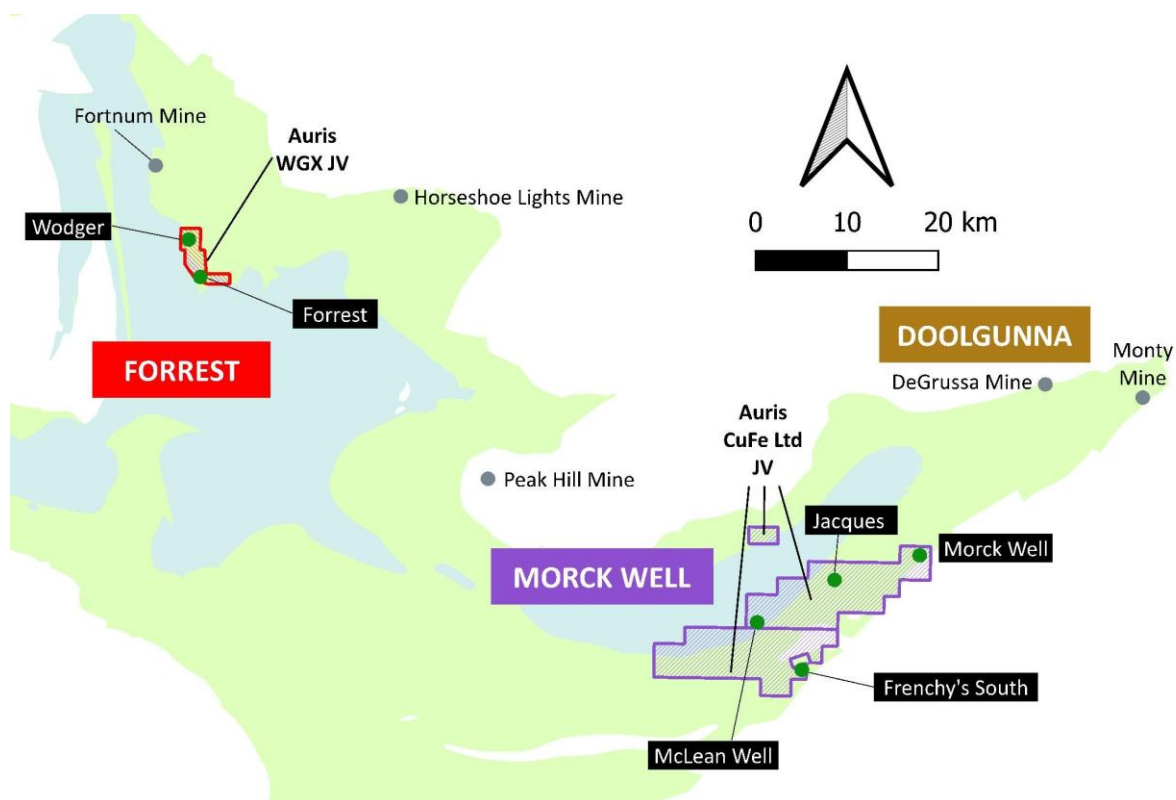 Fortnum Mine
Auris
WGX JV
Horseshoe Lights Mine
Wodger
Forrest
FORREST
0 10 20 km
DOOLGUNNA
Monty
Mine
DeGrussa Mine
Auris
CuFe Ltd
JV
Peak Hill Mine
Jacques
Morck Well
MORCK WELL
Frenchy's South
McLean Well